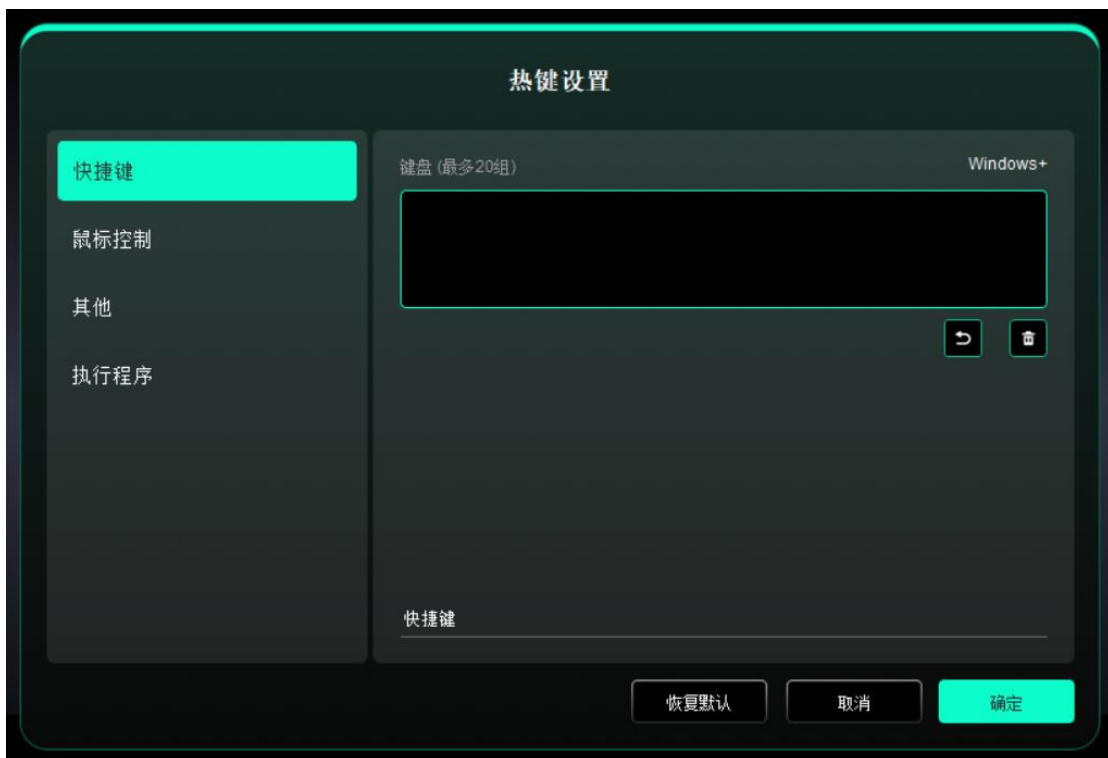 热键设置
快捷键
鼠标控制
其他
执行程序
键盘 (最多20组)
Windows+
快捷键
恢复默认
取消
确定